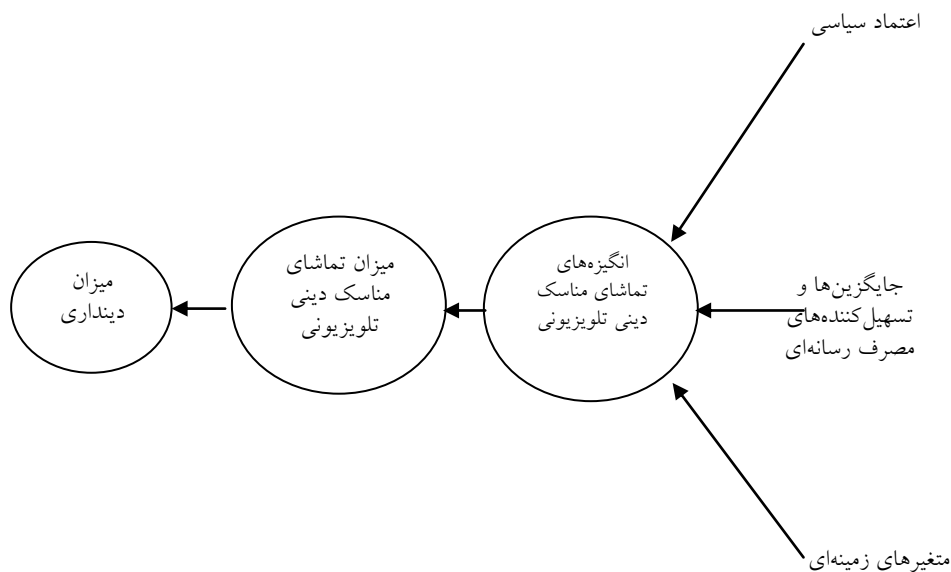 اعتماد سیاسی
جایگزین‌ها و
تسهیل‌کننده‌های
مصرف رسانه‌ای
متغیرهای زمینه‌ای
انگیزه‌های
تماشای مناسک
دینی تلویزیونی
میزان تماشای
مناسک دینی
تلویزیونی
میزان
دینداری